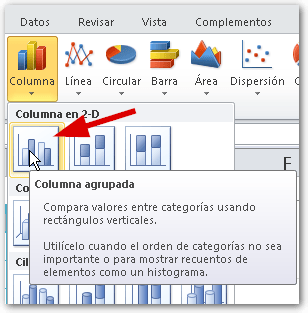 Datos Revisar Vista Complementos
Columna Línea Circular Barra Área Dispersión
Columna en 2-D
Columna agrupada
Compara valores entre categorías usando
rectángulos verticales.
Utilícelo cuando el orden de categorías no sea
importante o para mostrar recuentos de
elementos como un histograma.
Co
Cil